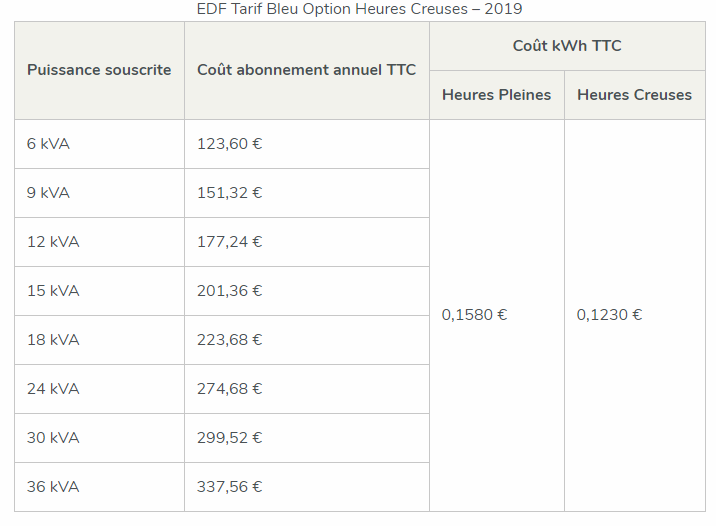 EDF Tarif Bleu Option Heures Creuses – 2019
Puissance souscrite
Coût abonnement annuel TTC
Coût kWh TTC
Heures Pleines
Heures Creuses
6 kVA
123,60 €
0,1580 €
0,1230 €
9 kVA
151,32 €
12 kVA
177,24 €
15 kVA
201,36 €
18 kVA
223,68 €
24 kVA
274,68 €
30 kVA
299,52 €
36 kVA
337,56 €